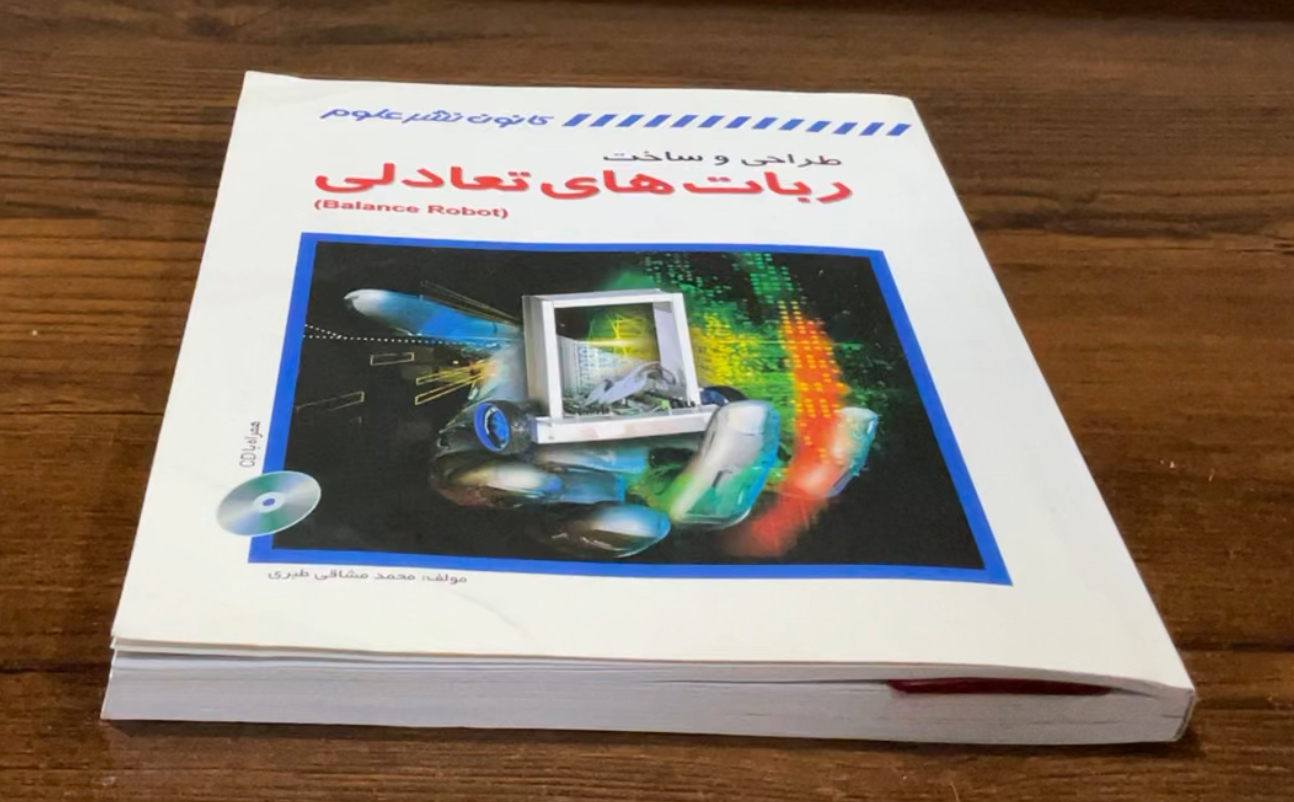 کانون نشر علوم
طراحی و ساخت
ربات های تعادلی
(Balance Robot)
همراه با CD
مولف: محمد مشاقی طبری